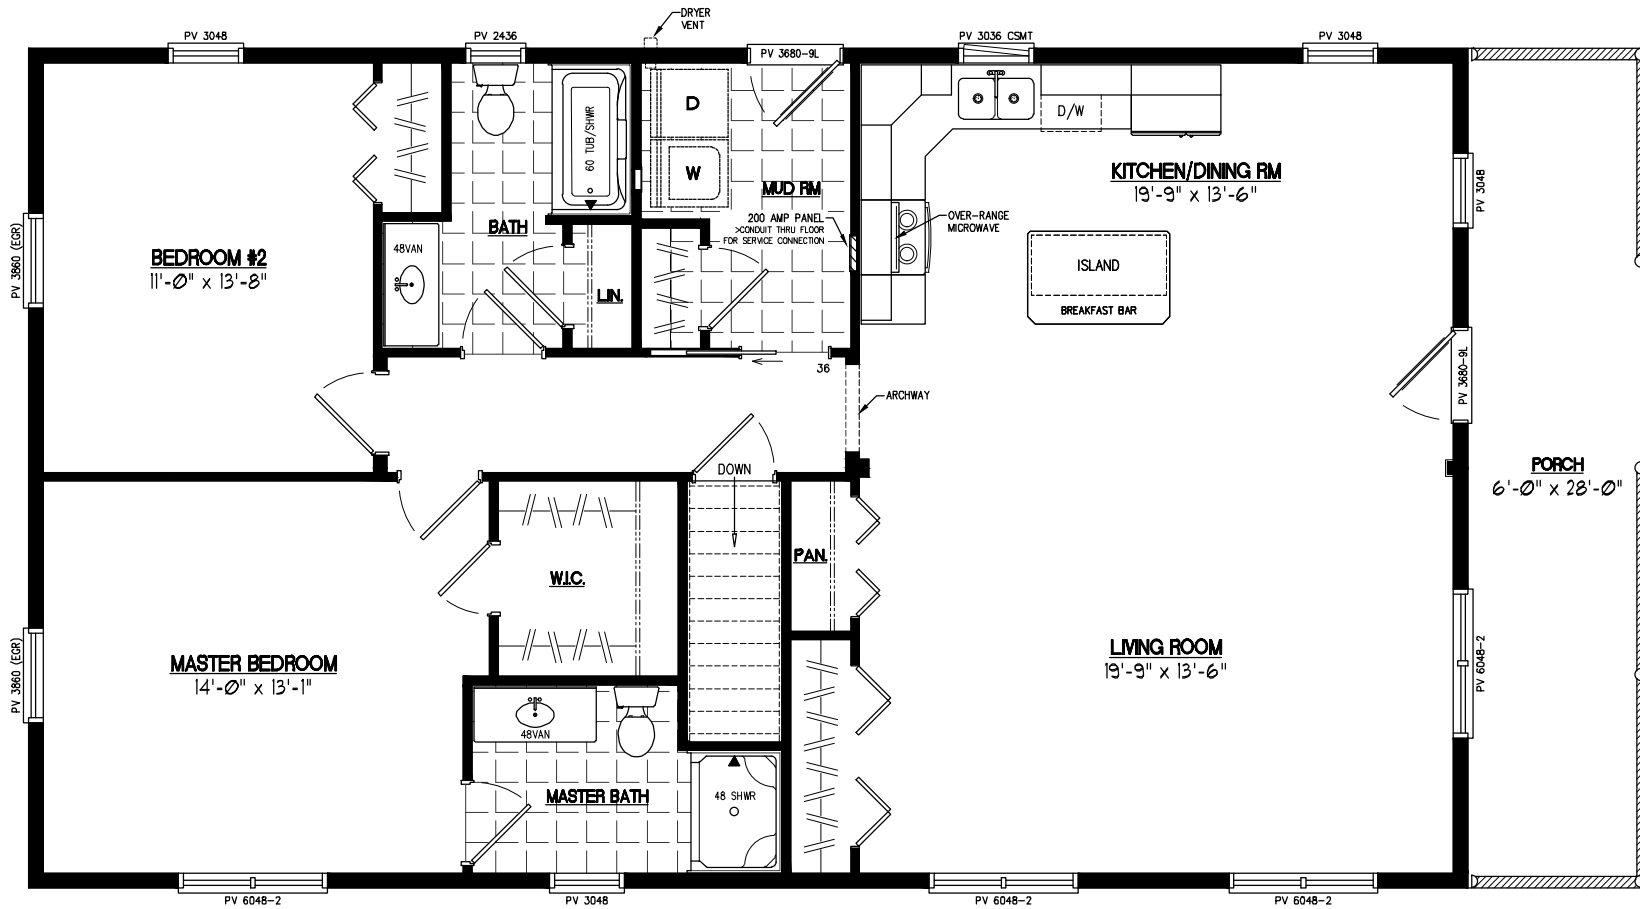 DRYER
VENT
PV 3048
PV 2436
PV 3680-9L
PV 3036 CSMT
PV 3048
D
D/W
60 TUB/SHWR
W
MUD RM
KITCHEN/DINING RM
19'-9" x 13'-6"
PV 3048
200 AMP PANEL
>CONDUIT THRU FLOOR
FOR SERVICE CONNECTION
OVER-RANGE
MICROWAVE
BATH
48VAN
BEDROOM #2
11'-0" x 13'-8"
PV 3860 (EGR)
LIN.
ISLAND
BREAKFAST BAR
36
PV 3680-9L
ARCHWAY
DOWN
PORCH
6'-0" x 28'-0"
PAN.
W.I.C.
MASTER BEDROOM
14'-0" x 13'-1"
PV 3860 (EGR)
LIVING ROOM
19'-9" x 13'-6"
PV 6048-2
48VAN
MASTER BATH
48 SHWR
PV 6048-2
PV 3048
PV 6048-2
PV 6048-2